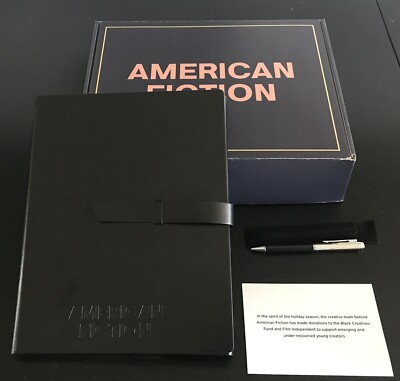 AMERICAN
FICTION
AMERICAN
FICTION
In the spirit of the holiday season, the creative team behind
American Fiction has made donations to the Black Creatives
Fund and Film Independent to support emerging and
under-resourced young creators.